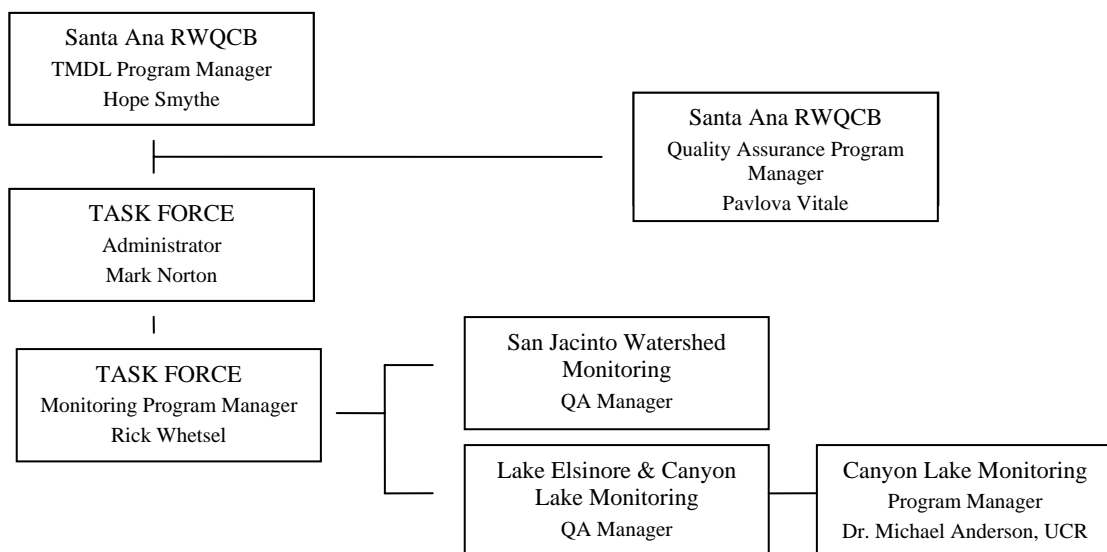 Santa Ana RWQCB
TMDL Program Manager
Hope Smythe
Santa Ana RWQCB
Quality Assurance Program
Manager
Pavlova Vitale
TASK FORCE
Administrator
Mark Norton
TASK FORCE
Monitoring Program Manager
Rick Whetsel
San Jacinto Watershed
Monitoring
QA Manager
Lake Elsinore & Canyon
Lake Monitoring
QA Manager
Canyon Lake Monitoring
Program Manager
Dr. Michael Anderson, UCR